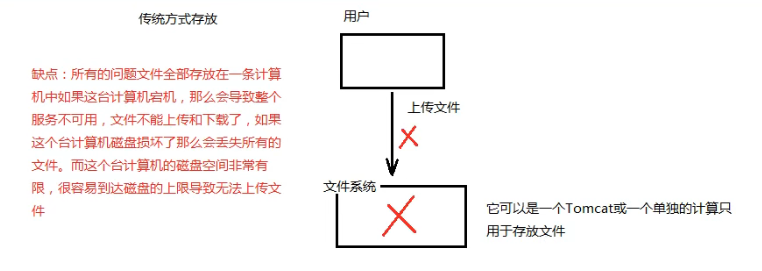 传统方式存放
用户
缺点：所有的问题文件全部存放在一条计算
机中如果这台计算机宕机，那么会导致整个
服务不可用，文件不能上传和下载了，如果
这个台计算机磁盘损坏了那么会丢失所有的
文件。而这个台计算机的磁盘空间非常有
限，很容易到达磁盘的上限导致无法上传文
件
上传文件
文件系统
它可以是一个Tomcat或一个单独的计算只
用于存放文件